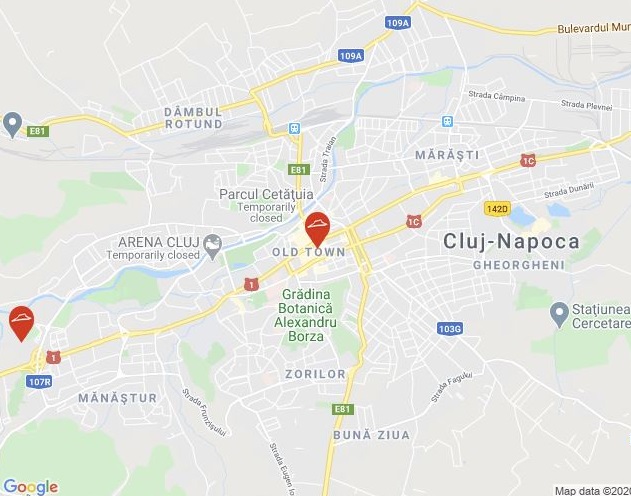 Bulevardul Mun
109A
109A
Strada Câmpina
Strada Plevnei
DÂMBUL
ROTUND
E81
Strada Traian
MĂRĂȘTI
1C
E81
Strada Dunării
Parcul Cetățuia
Temporarily
closed
142D
1C
ARENA CLUJ
Temporarily closed
OLD TOWN
Cluj-Napoca
GHEORGHENI
1
Grădina
Botanică
Alexandru
Borza
Stațiunea
Cercetare
103G
1
107R
ZORILOR
Strada Fagului
MĂNĂȘTUR
Strada Frunzișului
E81
BUNĂ ZIUA
Strada Eugen Io
Google
Map data ©2020